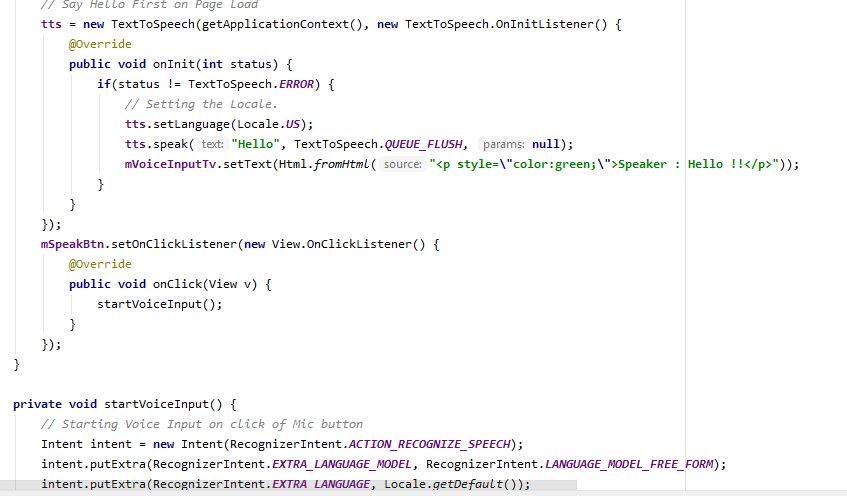 // Say Hello First on Page Load
tts = new TextToSpeech(getApplicationContext(), new TextToSpeech.OnInitListener() {
@Override
public void onInit(int status) {
if(status != TextToSpeech.ERROR) {
// Setting the Locale.
tts.setLanguage(Locale.US);
tts.speak( text: "Hello", TextToSpeech.QUEUE_FLUSH, params: null);
mVoiceInputTv.setText(Html.fromHtml( source: "<p style=\"color:green;\">Speaker : Hello !!</p>"));
}
}
});
mSpeakBtn.setOnClickListener(new View.OnClickListener() {
@Override
public void onClick(View v) {
startVoiceInput();
}
});
}
private void startVoiceInput() {
// Starting Voice Input on click of Mic button
Intent intent = new Intent(RecognizerIntent.ACTION_RECOGNIZE_SPEECH);
intent.putExtra(RecognizerIntent.EXTRA_LANGUAGE_MODEL, RecognizerIntent.LANGUAGE_MODEL_FREE_FORM);
intent.putExtra(RecognizerIntent.EXTRA_LANGUAGE, Locale.getDefault());